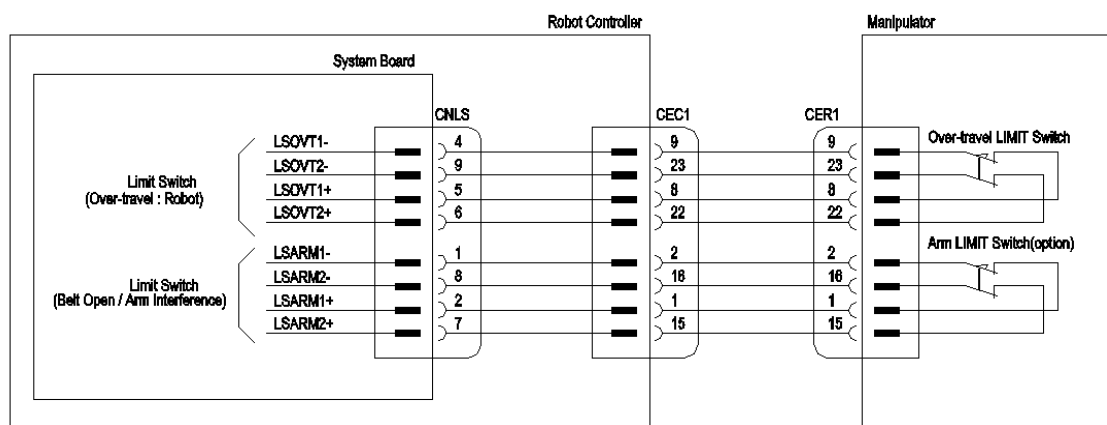 Robot Controller
Manipulator
System Board
CNLS
CEC1
CER1
LSOVT1- 4 9 9 Over-travel LIMIT Switch
LSOVT2- 9 23 23
Limit Switch
(Over-travel : Robot)
LSOVT1+ 5 8 8
LSOVT2+ 6 22 22
LSARM1- 1 2 2 Arm LIMIT Switch(option)
LSARM2- 8 16 16
Limit Switch
(Belt Open / Arm Interference)
LSARM1+ 2 1 1
LSARM2+ 7 15 15